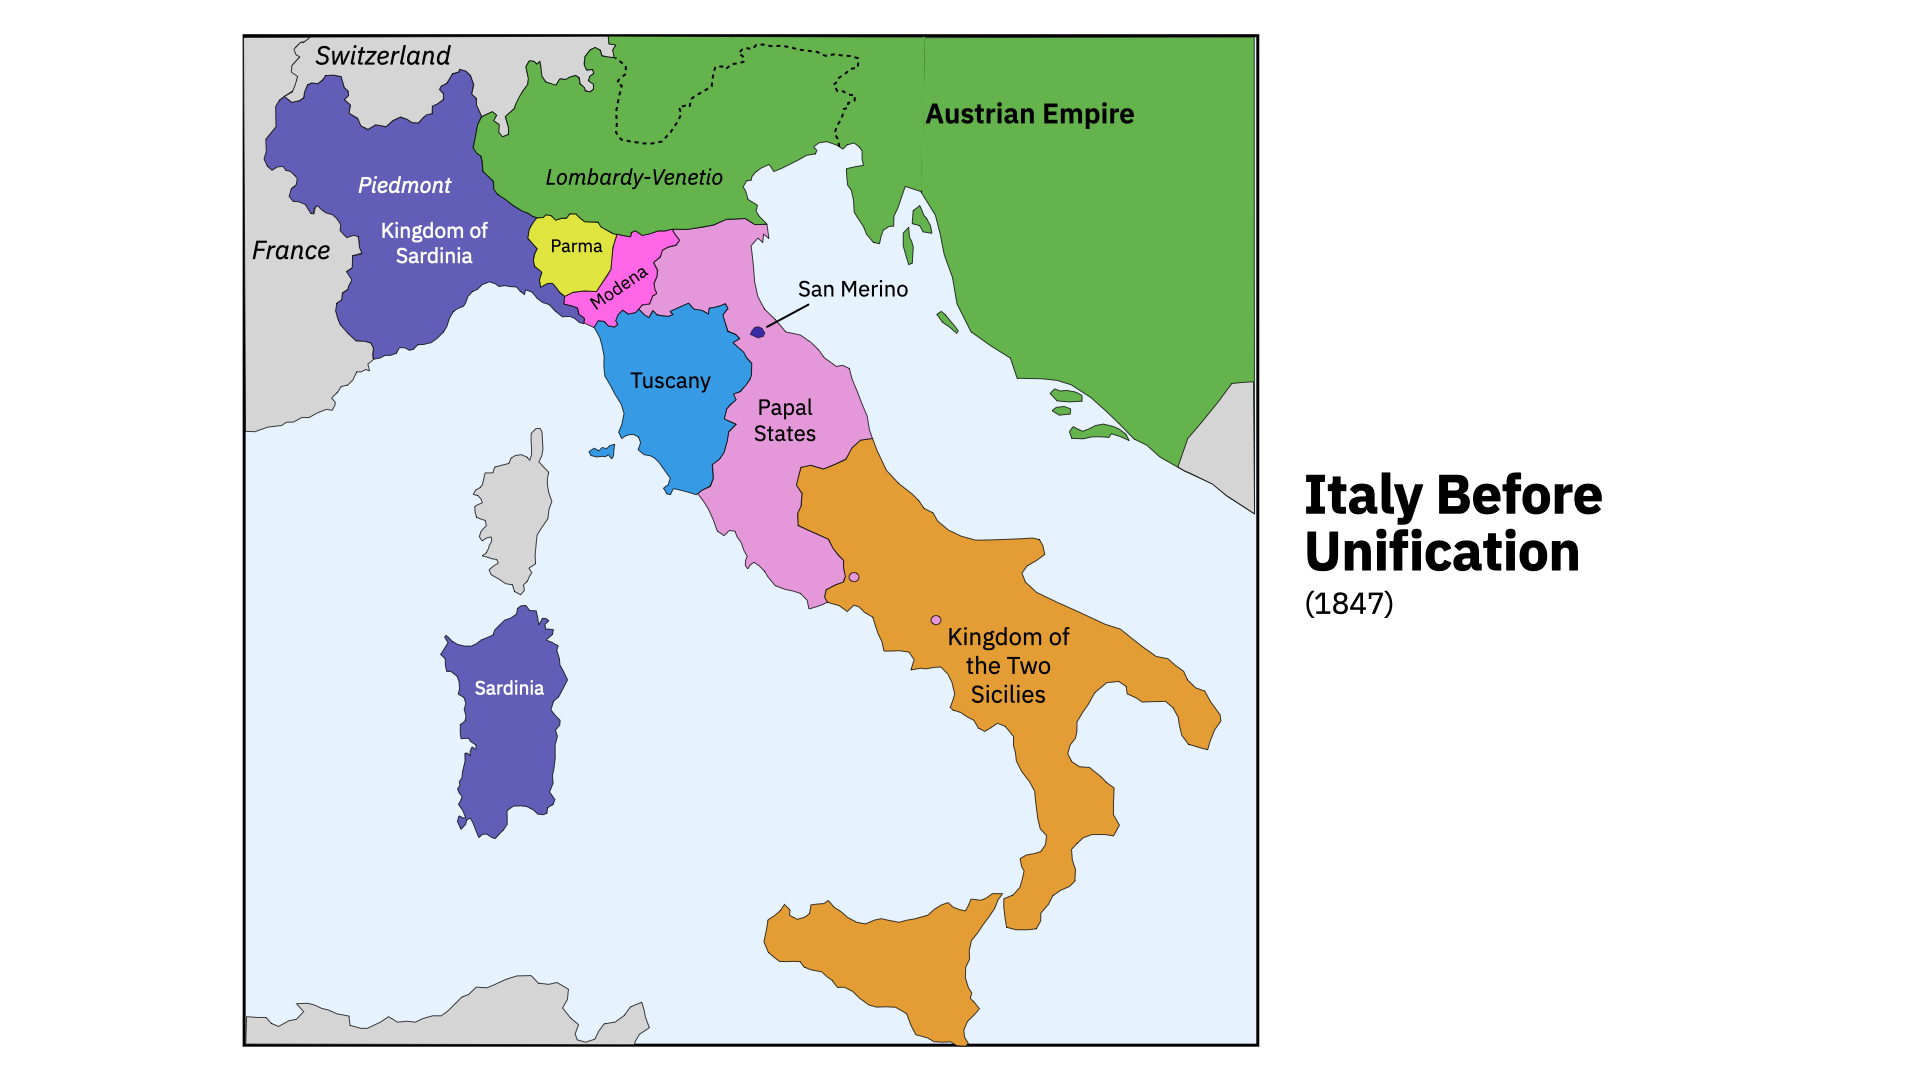 Switzerland
Austrian Empire
Piedmont
Lombardy-Venetio
Kingdom of
Sardinia
France
Parma
Modena
San Merino
Tuscany
Papal
States
Italy Before
Unification
(1847)
Kingdom of
the Two
Sicilies
Sardinia